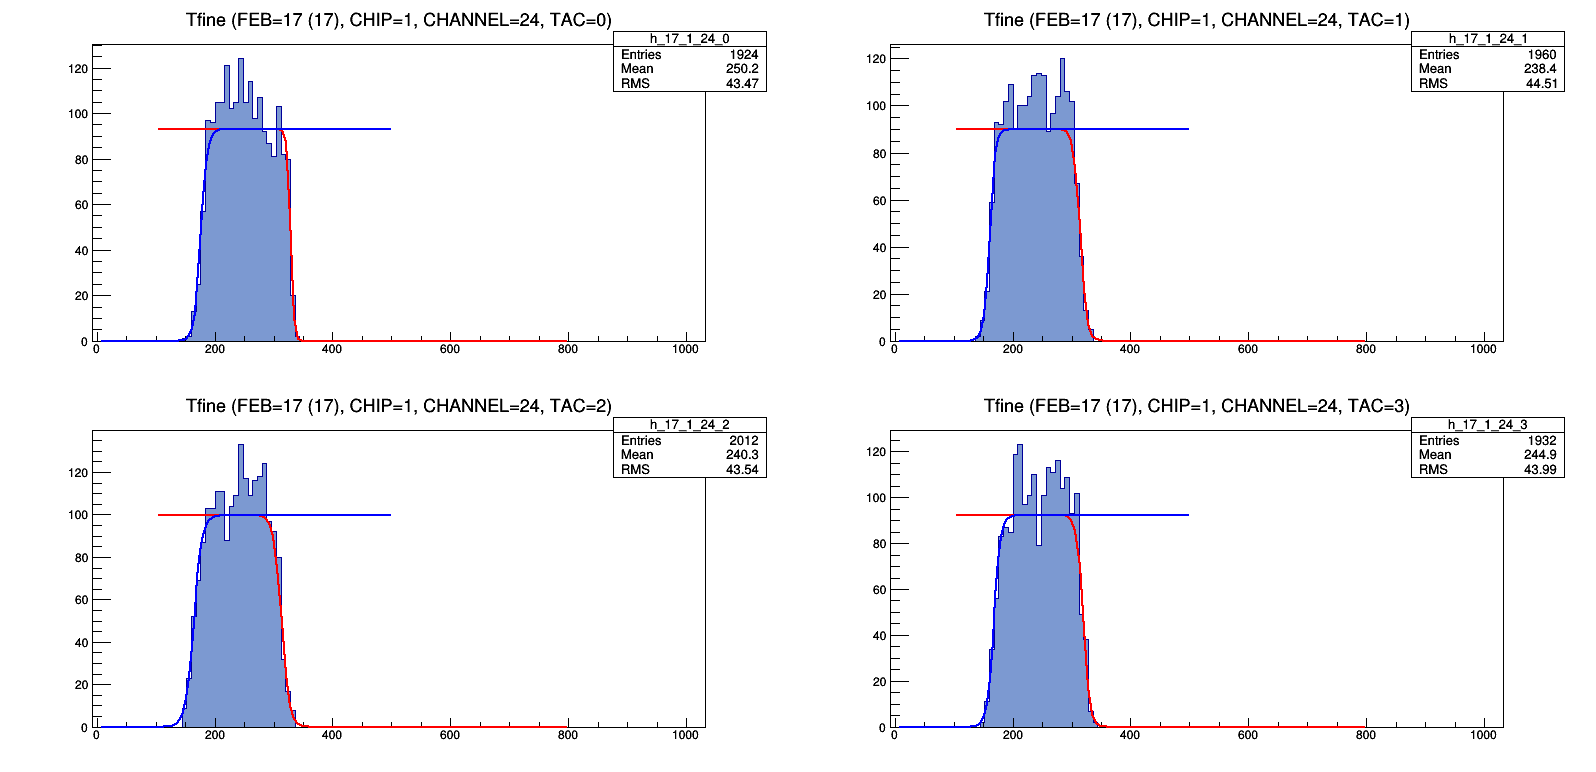 Tfine (FEB=17 (17), CHIP=1, CHANNEL=24, TAC=0)
h_17_1_24_0
Entries 1924
Mean 250.2
RMS 43.47
120
100
80
60
40
20
0
0 200 400 600 800 1000
Tfine (FEB=17 (17), CHIP=1, CHANNEL=24, TAC=1)
h_17_1_24_1
Entries 1960
Mean 238.4
RMS 44.51
120
100
80
60
40
20
0
0 200 400 600 800 1000
Tfine (FEB=17 (17), CHIP=1, CHANNEL=24, TAC=2)
h_17_1_24_2
Entries 2012
Mean 240.3
RMS 43.54
120
100
80
60
40
20
0
0 200 400 600 800 1000
Tfine (FEB=17 (17), CHIP=1, CHANNEL=24, TAC=3)
h_17_1_24_3
Entries 1932
Mean 244.9
RMS 43.99
120
100
80
60
40
20
0
0 200 400 600 800 1000